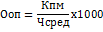 Ооп = Кпм / Чсред х1000